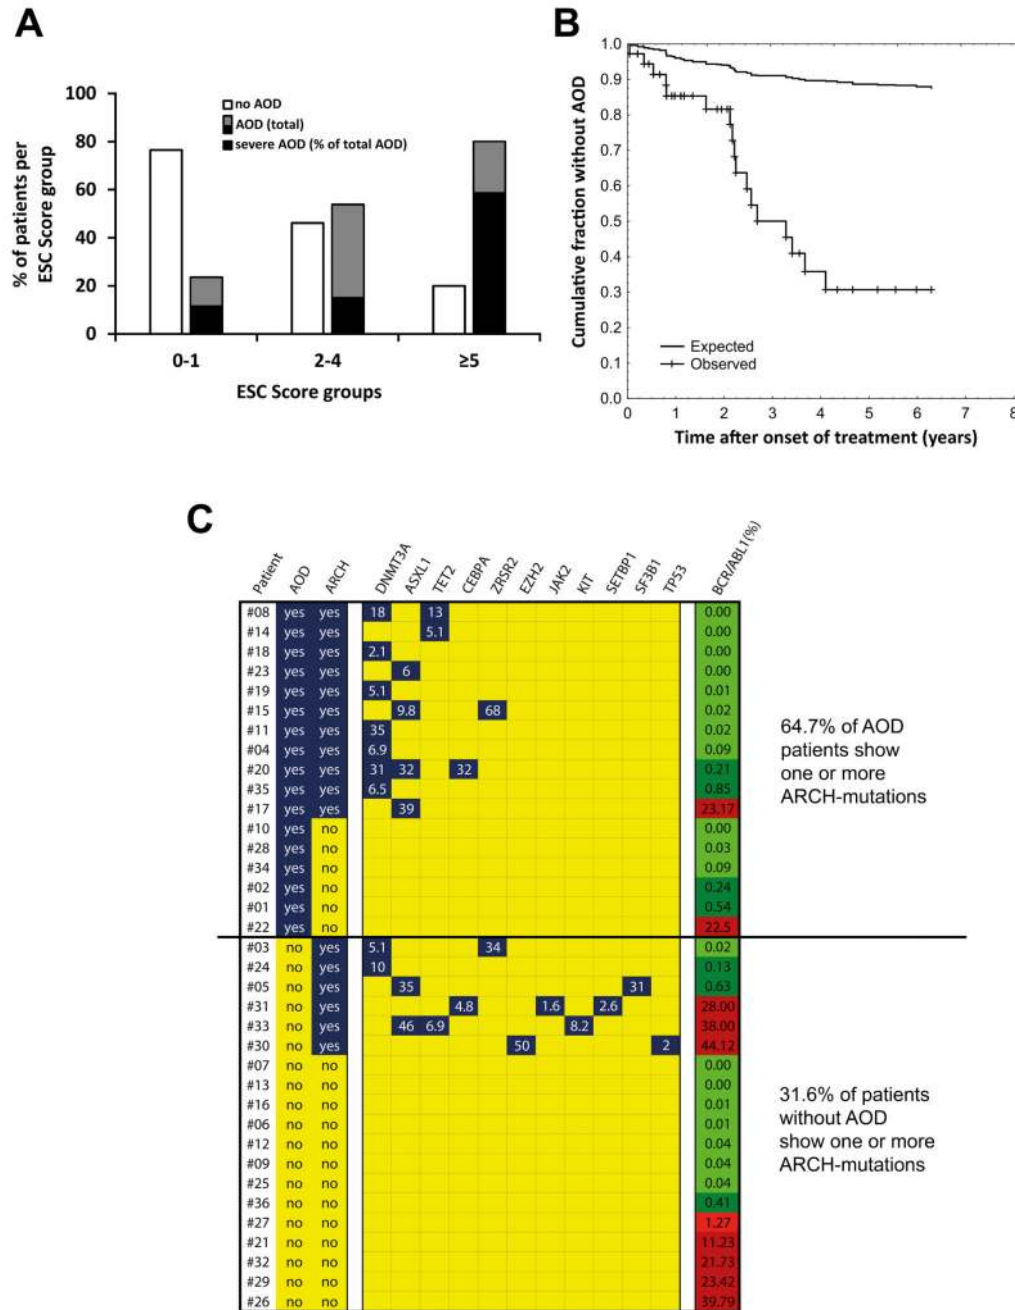 A
100
80
60
40
20
0
% of patients per
ESC Score group
no AOD
AOD (total)
severe AOD (% of total AOD)
0-1 2-4 ≥5
ESC Score groups
B
1.0
0.9
0.8
0.7
0.6
0.5
0.4
0.3
0.2
0.1
0.0
Cumulative fraction without AOD
Expected
Observed
0 1 2 3 4 5 6 7 8
Time after onset of treatment (years)
C
Patient AOD ARCH DNMT3A ASXL1 TET2 CEBPA ZRSR2 EZH2 JAK2 KIT SETBP1 SF3B1 TP53 BCR/ABL1(%)
#08 yes yes 18 13 0.00
#14 yes yes 5.1 0.00
#18 yes yes 2.1 0.00
#23 yes yes 6 0.00
#19 yes yes 5.1 0.01
#15 yes yes 9.8 68 0.02
#11 yes yes 35 0.02
#04 yes yes 6.9 0.09
#20 yes yes 31 32 32 0.21
#35 yes yes 6.5 0.85
#17 yes yes 39 23.17
#10 yes no 0.00
#28 yes no 0.03
#34 yes no 0.09
#02 yes no 0.24
#01 yes no 0.54
#22 yes no 22.5
64.7% of AOD
patients show
one or more
ARCH-mutations
#03 no yes 5.1 34 0.02
#24 no yes 10 0.13
#05 no yes 35 31 0.63
#31 no yes 4.8 1.6 2.6 28.00
#33 no yes 46 6.9 8.2 38.00
#30 no yes 50 2 44.12
#07 no no 0.00
#13 no no 0.00
#16 no no 0.01
#06 no no 0.01
#12 no no 0.04
#09 no no 0.04
#25 no no 0.04
#36 no no 0.41
#27 no no 1.27
#21 no no 11.23
#32 no no 21.73
#29 no no 23.42
#26 no no 39.79
31.6% of patients
without AOD
show one or more
ARCH-mutations